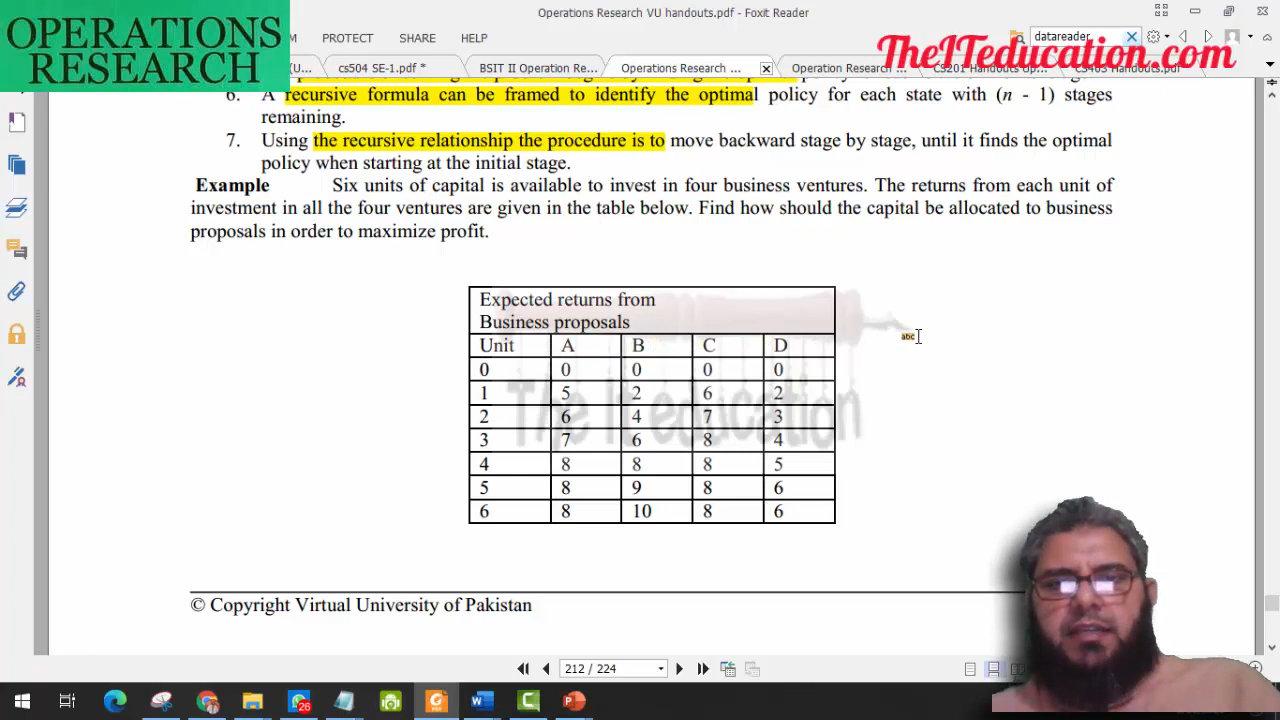 OPERATIONS
RESEARCH
Operations Research VU handouts.pdf - Foxit Reader
PROTECT SHARE HELP
datareader
TheITeducation.com
cs504 SE-1.pdf * BSIT II Operation Re... Operations Research ... Operation Research ...
6. A recursive formula can be framed to identify the optimal policy for each state with (n - 1) stages
remaining.
7. Using the recursive relationship the procedure is to move backward stage by stage, until it finds the optimal
policy when starting at the initial stage.
Example Six units of capital is available to invest in four business ventures. The returns from each unit of
investment in all the four ventures are given in the table below. Find how should the capital be allocated to business
proposals in order to maximize profit.
Expected returns from
Business proposals
Unit A B C D
0 0 0 0 0
1 5 2 6 2
2 6 4 7 3
3 7 6 8 4
4 8 8 8 5
5 8 9 8 6
6 8 10 8 6
abc
The It education
© Copyright Virtual University of Pakistan
212 / 224
26